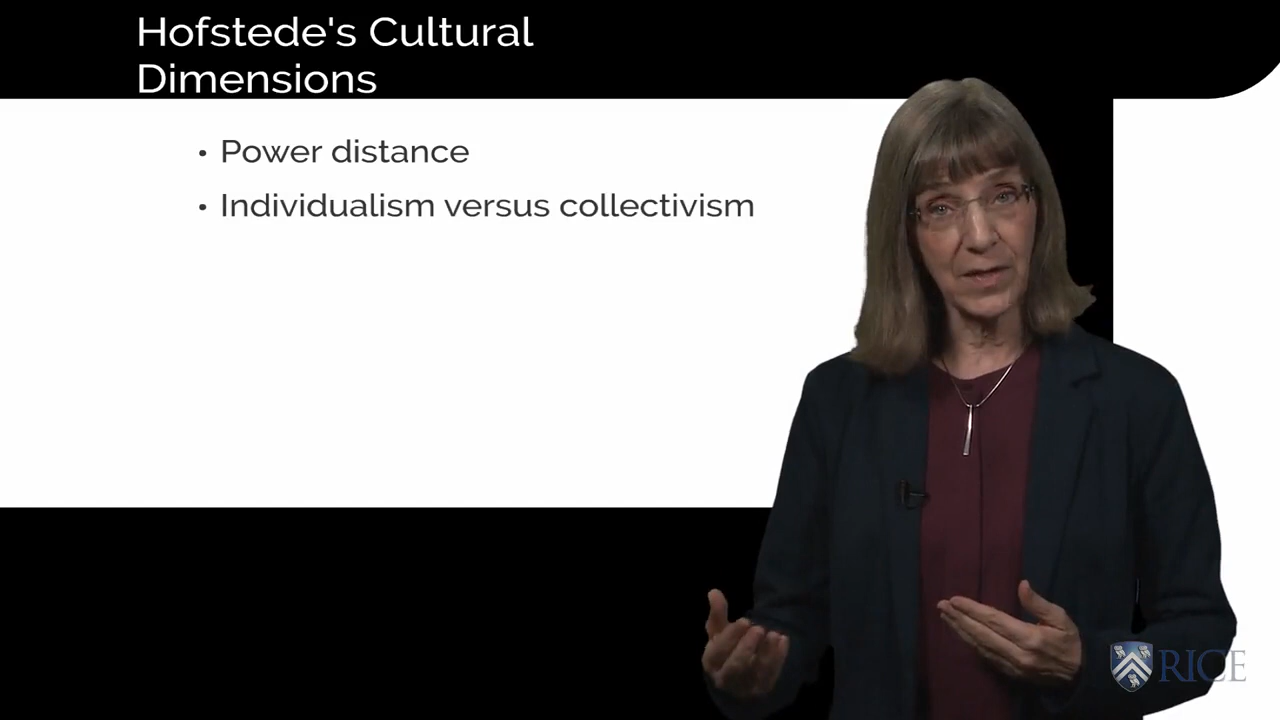 Hofstede's Cultural
Dimensions
• Power distance
• Individualism versus collectivism
RICE